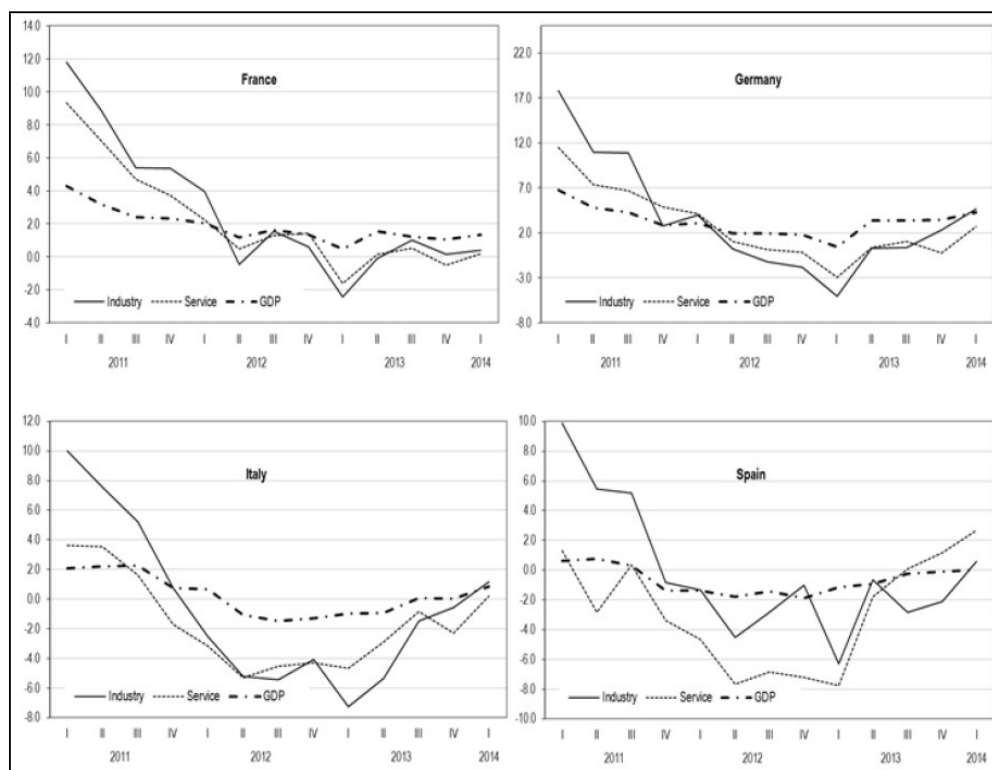 14.0
12.0
France
10.0
8.0
6.0
4.0
2.0
0.0
-2.0
Industry Service GDP
-4.0
I II III IV I II III IV I II III IV I
2011 2012 2013 2014
22.0
Germany
17.0
12.0
7.0
2.0
-3.0
Industry Service GDP
-8.0
I II III IV I II III IV I II III IV I
2011 2012 2013 2014
12.0
10.0
Italy
8.0
6.0
4.0
2.0
0.0
-2.0
-4.0
-6.0
Industry Service GDP
-8.0
I II III IV I II III IV I II III IV I
2011 2012 2013 2014
10.0
8.0
Spain
6.0
4.0
2.0
0.0
-2.0
-4.0
-6.0
-8.0
Industry Service GDP
-10.0
I II III IV I II III IV I II III IV I
2011 2012 2013 2014